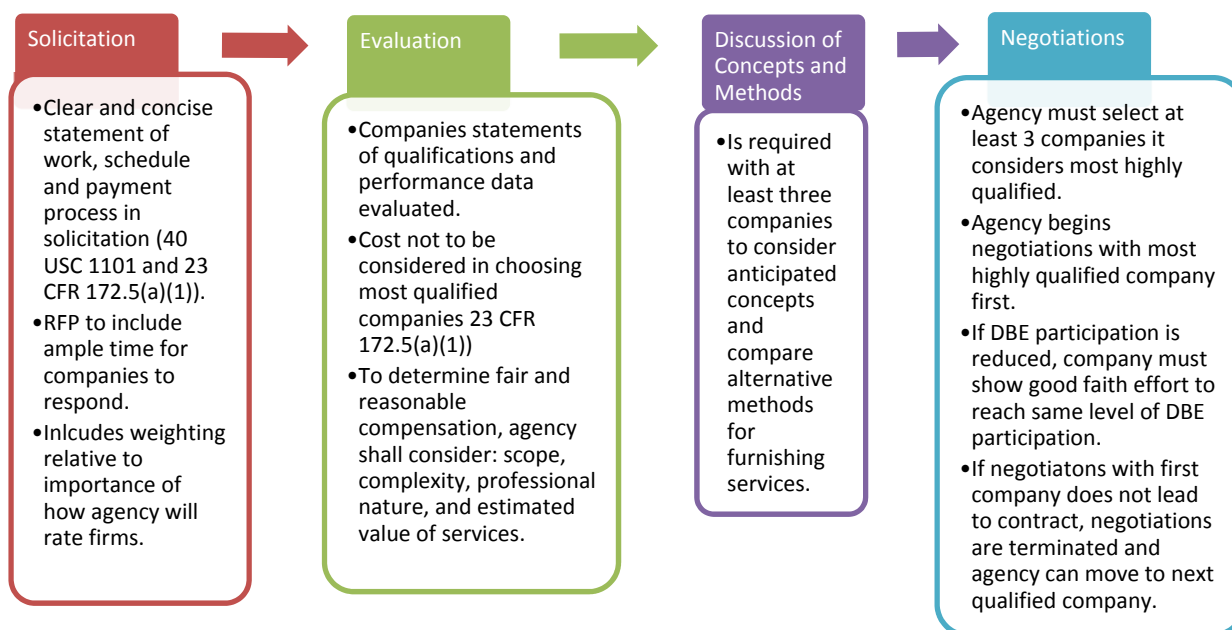 Solicitation
•Clear and concise
statement of
work, schedule
and payment
process in
solicitation (40
USC 1101 and 23
CFR 172.5(a)(1)).
•RFP to include
ample time for
companies to
respond.
•Inlcudes weighting
relative to
importance of
how agency will
rate firms.
Evaluation
•Companies statements
of qualifications and
performance data
evaluated.
•Cost not to be
considered in choosing
most qualified
companies 23 CFR
172.5(a)(1))
•To determine fair and
reasonable
compensation, agency
shall consider: scope,
complexity, professional
nature, and estimated
value of services.
Discussion of
Concepts and
Methods
•Is required
with at
least three
companies
to consider
anticipated
concepts
and
compare
alternative
methods
for
furnishing
services.
Negotiations
•Agency must select at
least 3 companies it
considers most highly
qualified.
•Agency begins
negotiations with most
highly qualified company
first.
•If DBE participation is
reduced, company must
show good faith effort to
reach same level of DBE
participation.
•If negotiatons with first
company does not lead
to contract, negotiations
are terminated and
agency can move to next
qualified company.